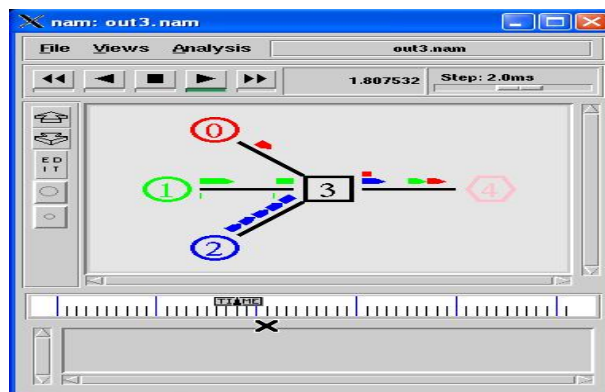 nam: out3.nam
File Views Analysis out3.nam
1.807532 Step: 2.0ms
ED
IT
0
1
3
4
2
TIME